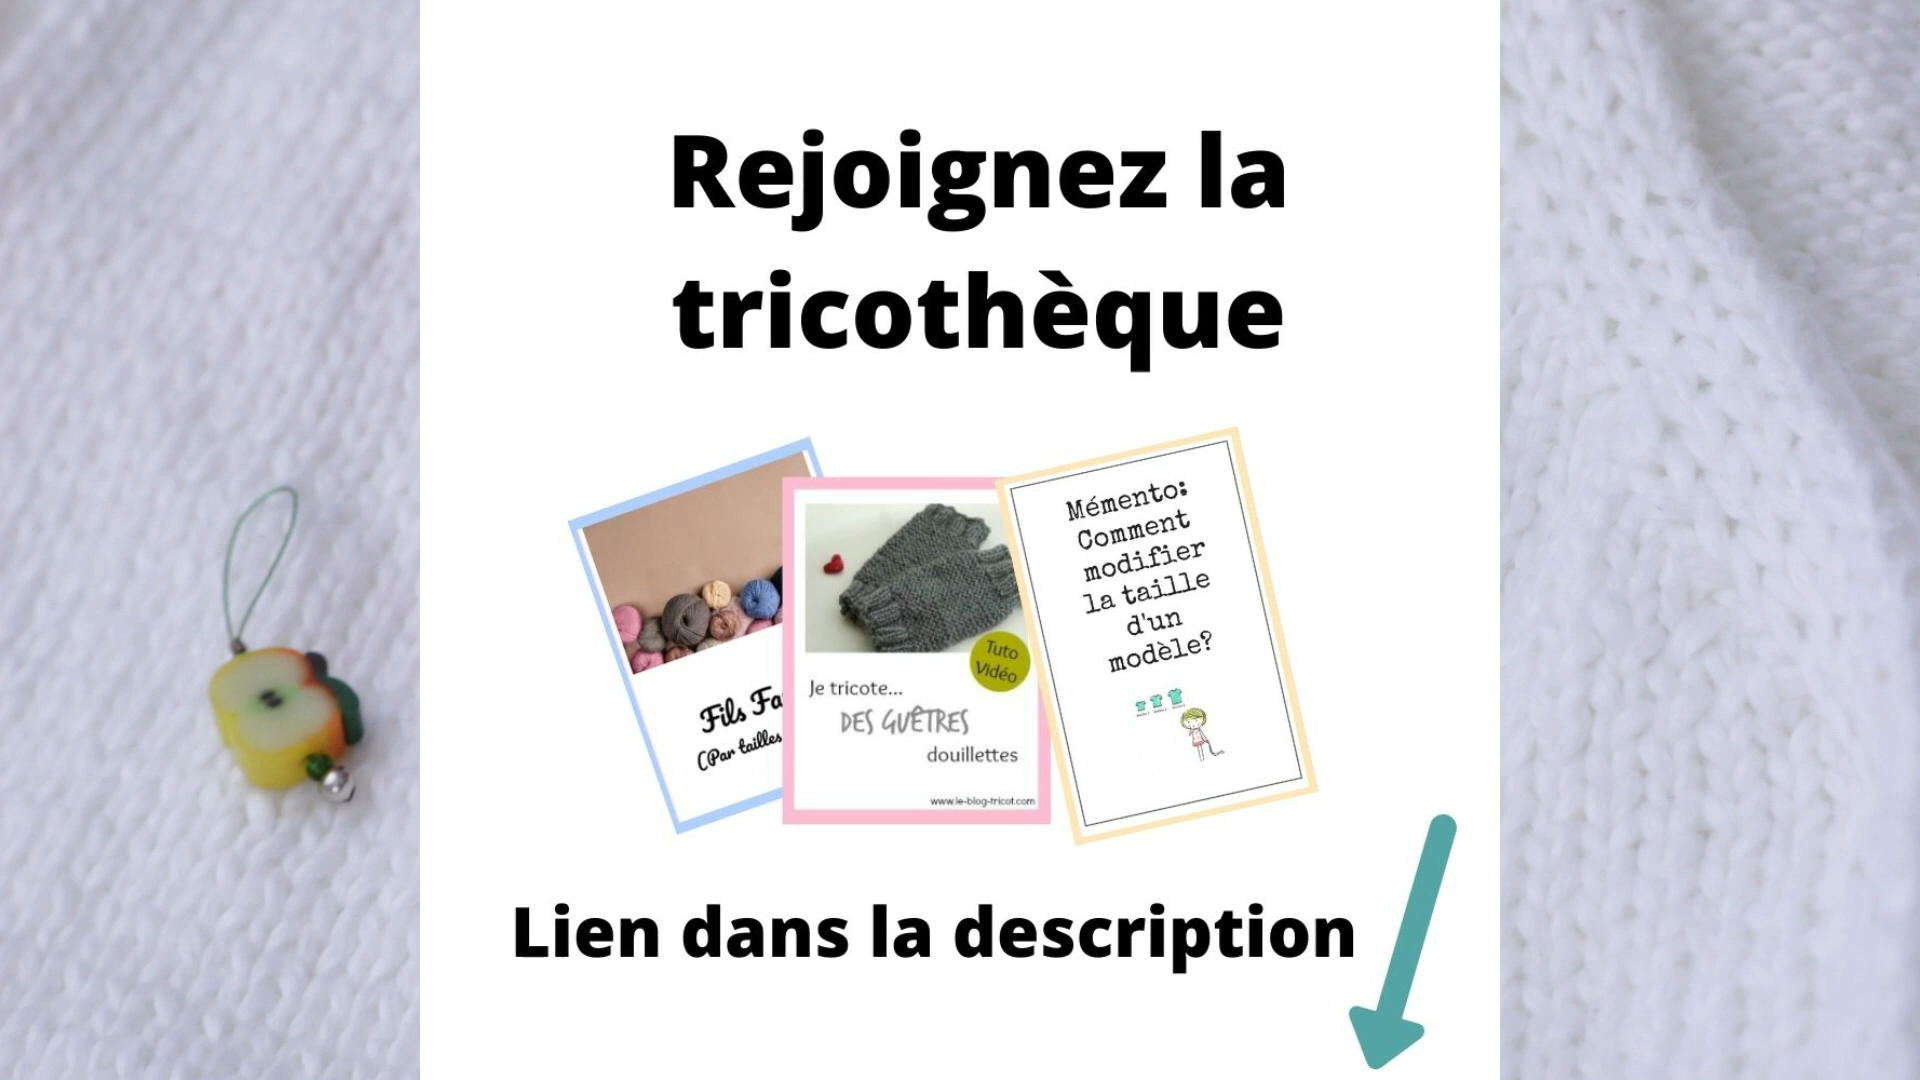 Rejoignez la
tricothèque
Fils
(Par tailles
Je tricote...
DES GUÊTRES
douillettes
www.le-blog-tricot.com
Tuto
Vidéo
Mémento:
Comment
modifier
la taille
d'un
modèle?
Lien dans la description